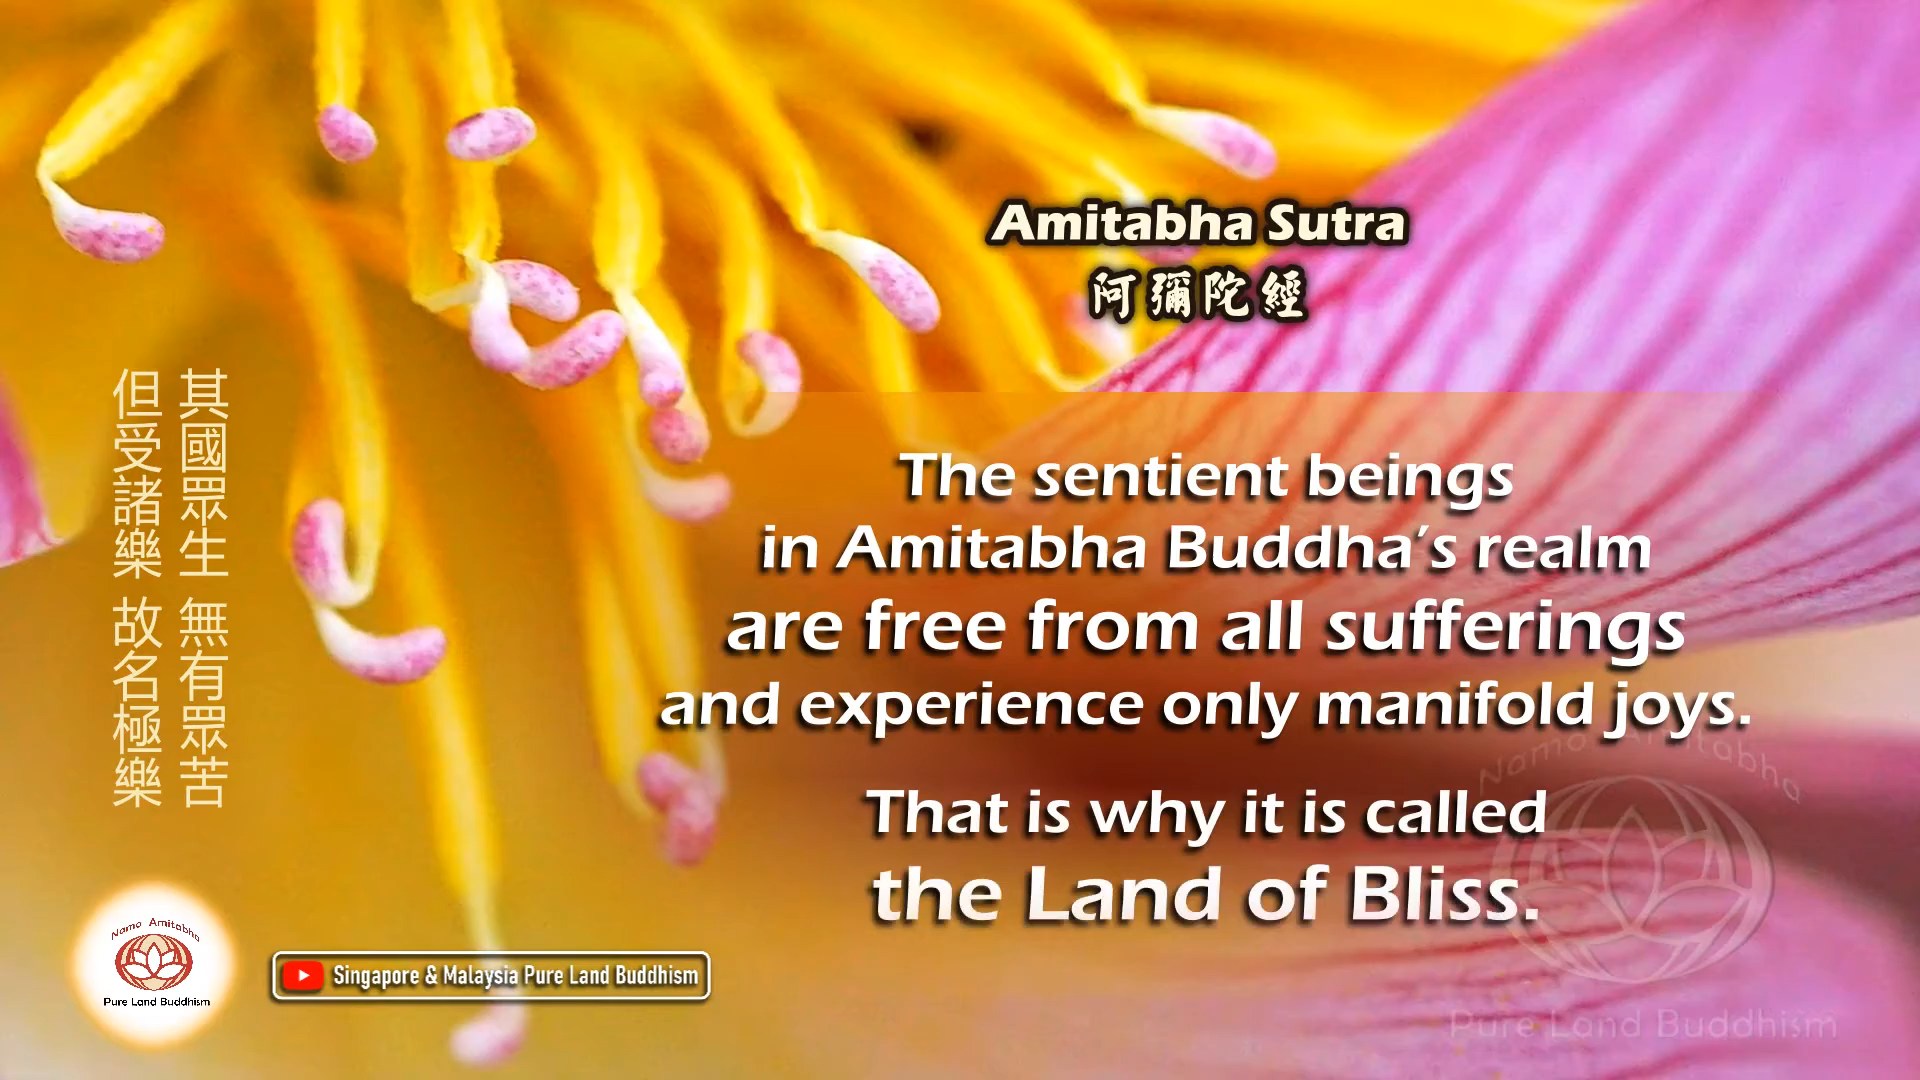 Amitabha Sutra
阿彌陀經
其國眾生 無有眾苦
但受諸樂 故名極樂
The sentient beings
in Amitabha Buddha’s realm
are free from all sufferings
and experience only manifold joys.
That is why it is called
the Land of Bliss.
Namo Amitabha
Pure Land Buddhism
Namo Amitabha
Pure Land Buddhism
Singapore & Malaysia Pure Land Buddhism